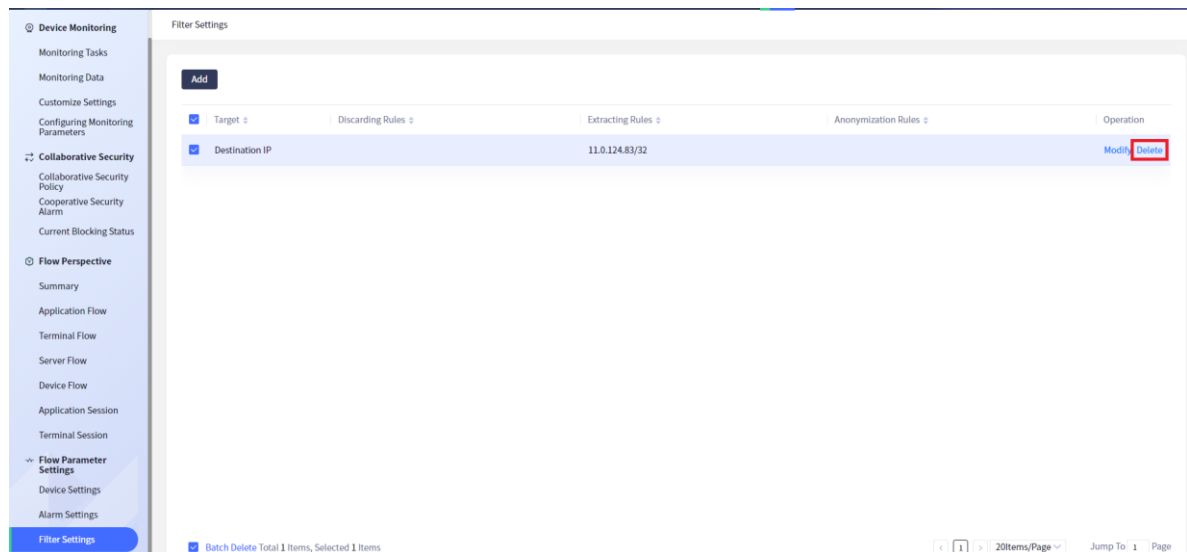 Device Monitoring
Monitoring Tasks
Monitoring Data
Customize Settings
Configuring Monitoring
Parameters
Collaborative Security
Collaborative Security
Policy
Cooperative Security
Alarm
Current Blocking Status
Flow Perspective
Summary
Application Flow
Terminal Flow
Server Flow
Device Flow
Application Session
Terminal Session
Flow Parameter
Settings
Device Settings
Alarm Settings
Filter Settings
Filter Settings
Add
Target Discarding Rules Extracting Rules Anonymization Rules Operation
Destination IP 11.0.124.83/32 Modify Delete
Batch Delete Total 1 Items, Selected 1 Items < 1 > 20Items/Page Jump To 1 Page